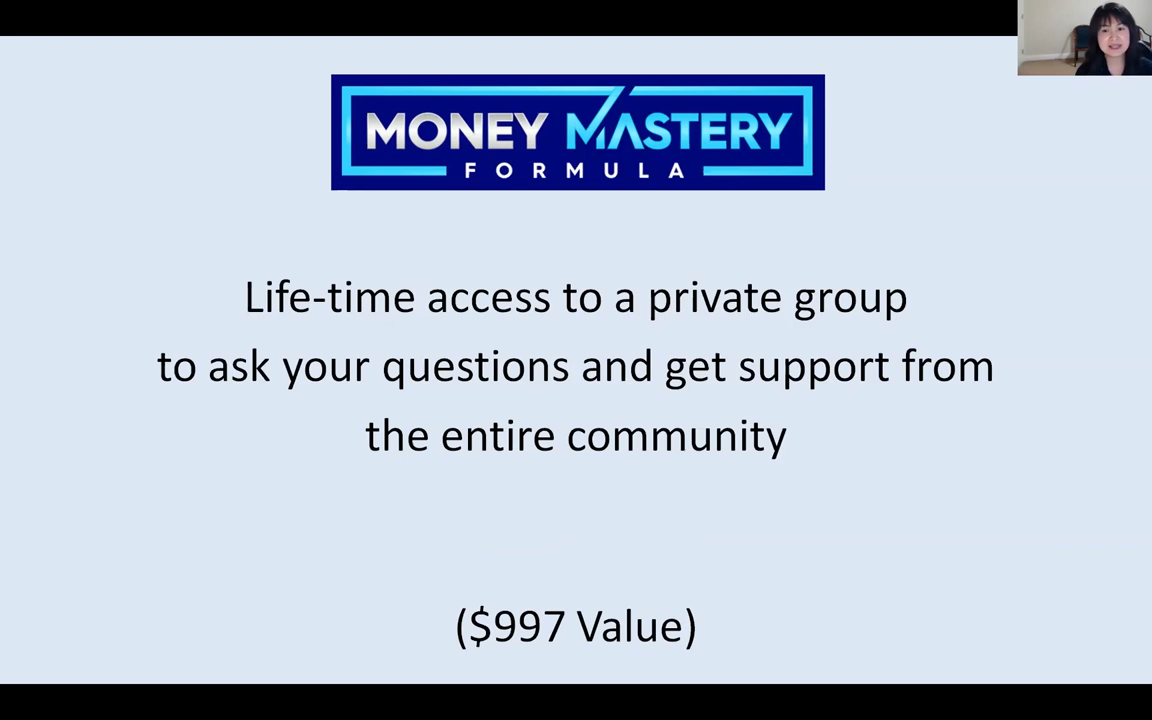 MONEY MASTERY
FORMULA
Life-time access to a private group
to ask your questions and get support from
the entire community
($997 Value)